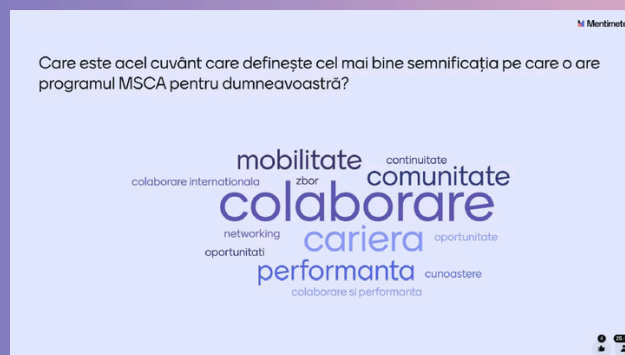 Mentimete
Care este acel cuvânt care definește cel mai bine semnificația pe care o are
programul MSCA pentru dumneavoastră?
mobilitate continuitate
colaborare internationala zbor comunitate
colaborare
networking cariera oportunitate
oportunitati
performanta cunoastere
colaborare si performanta